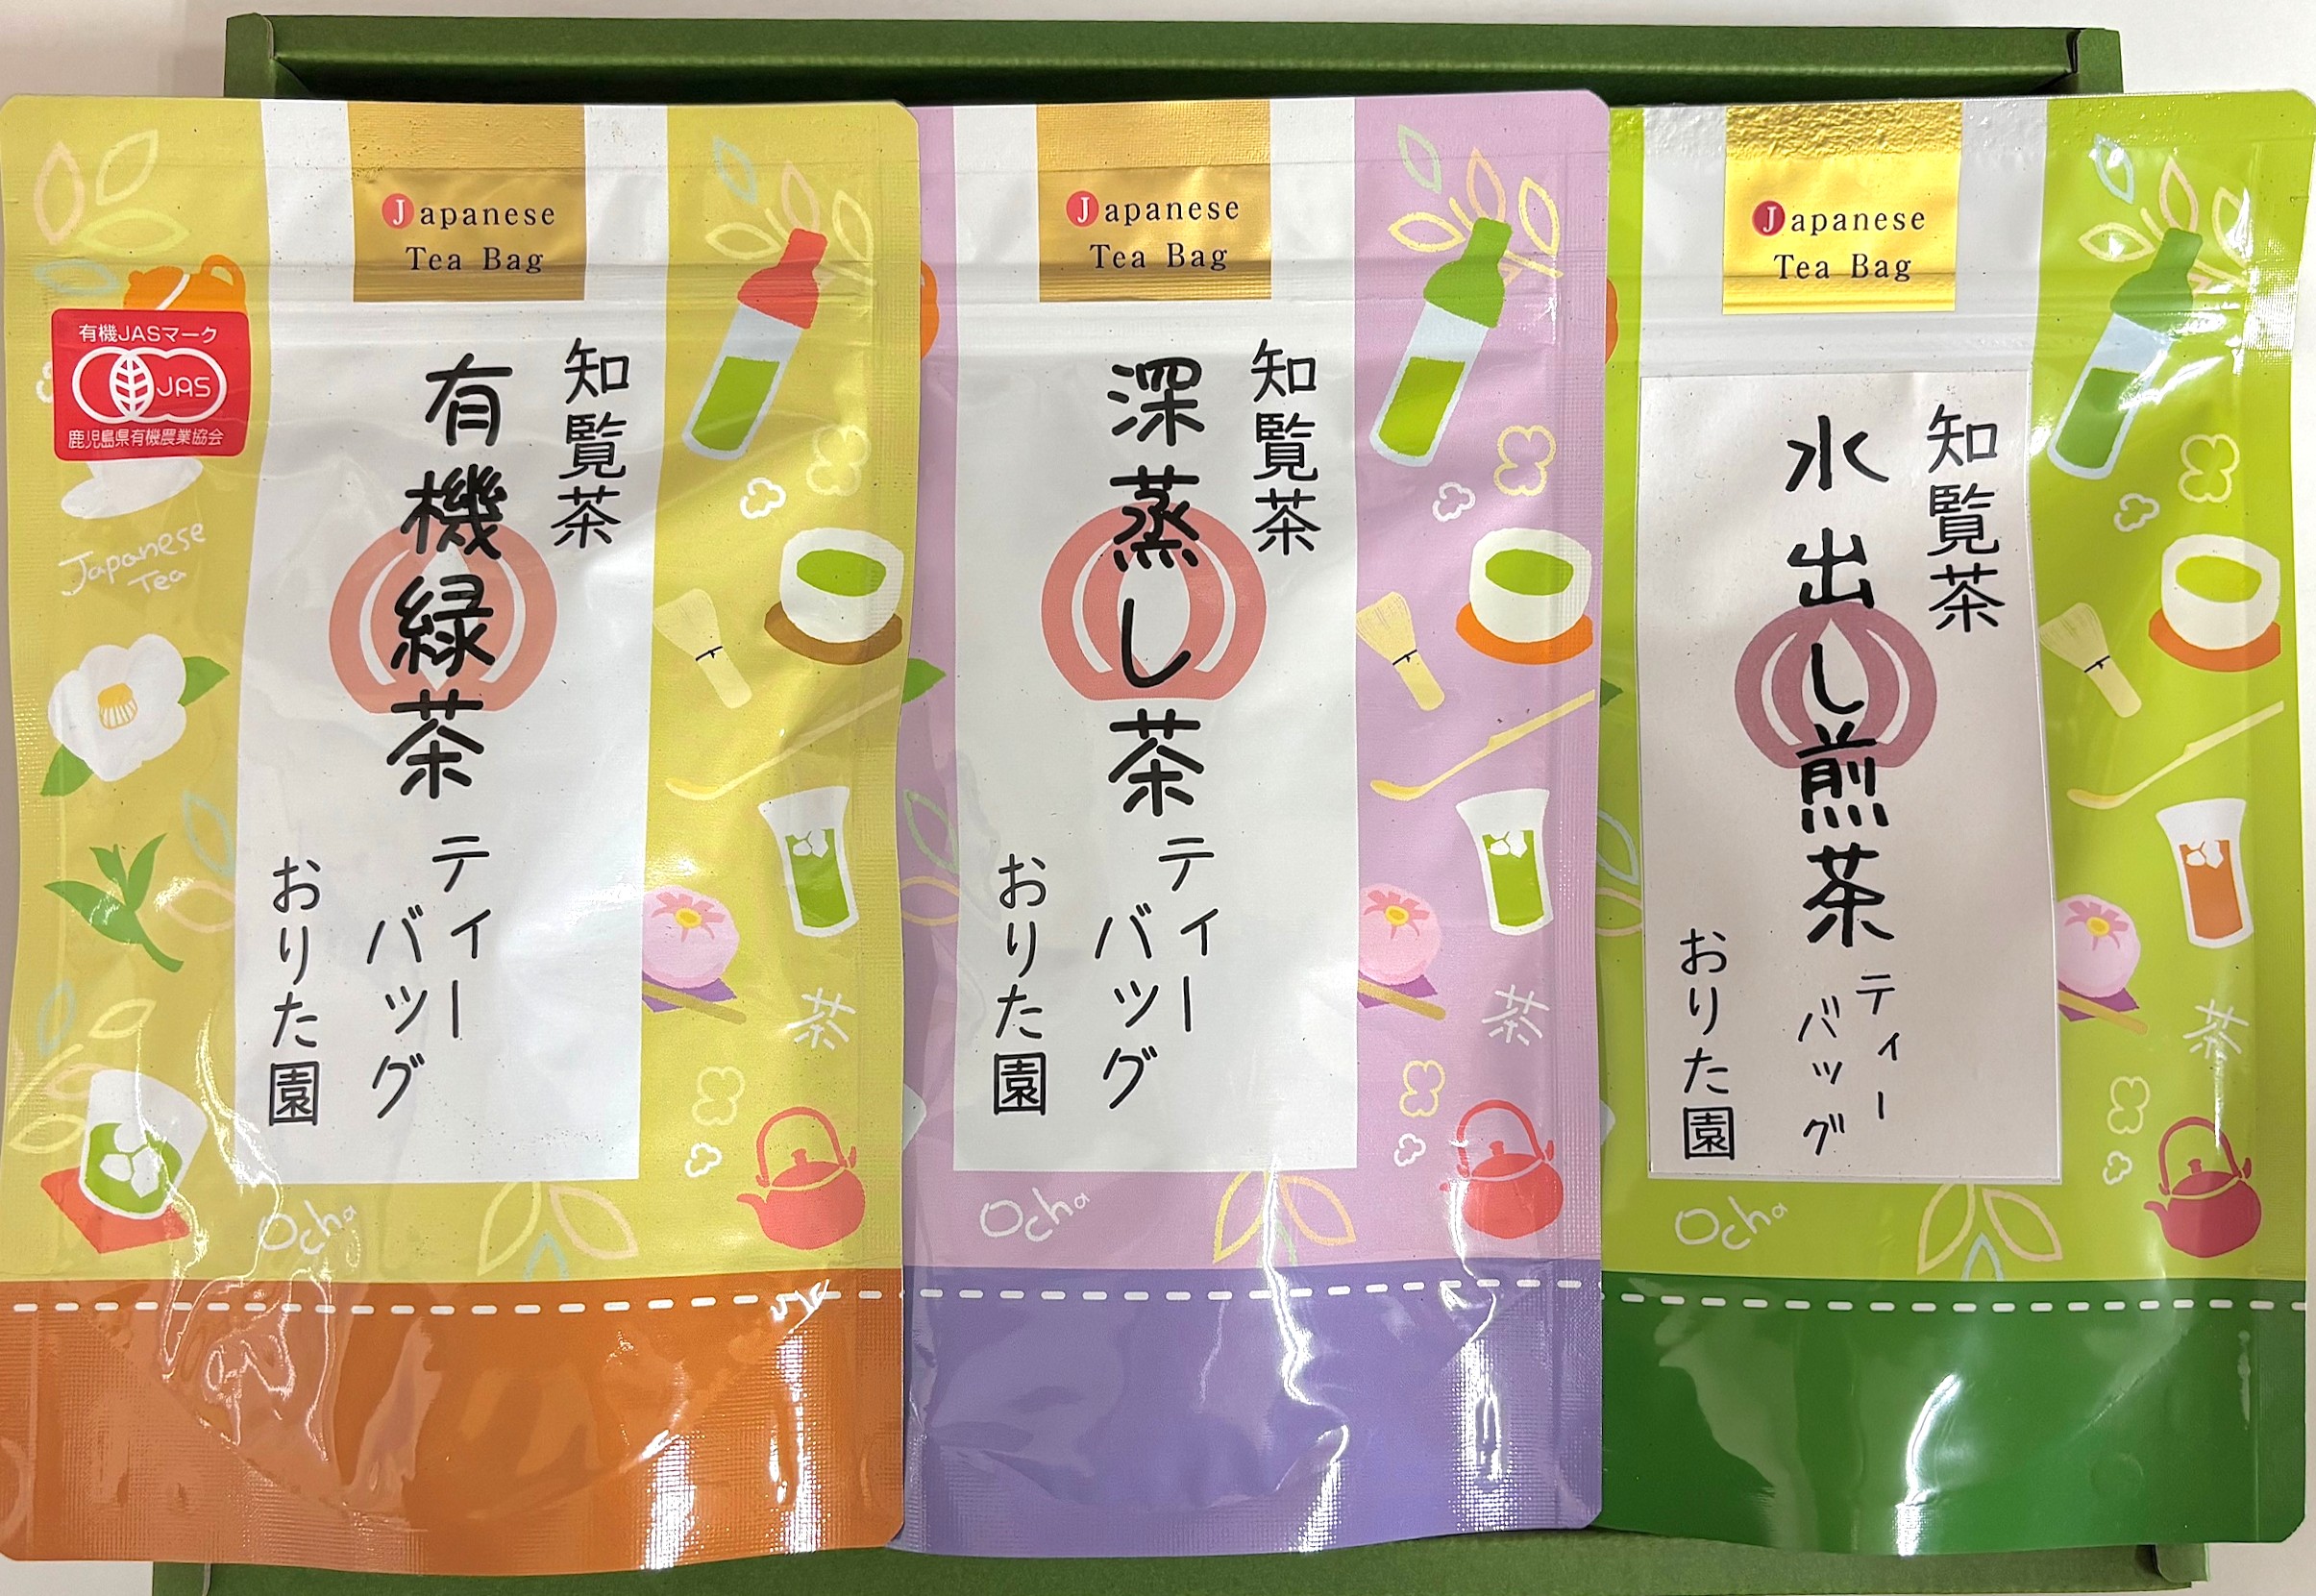 Japanese
Tea Bag
有機JASマーク
JAS
鹿児島県有機農業協会
知覧茶
有機緑茶
ティーバッグ
おりた園
Japanese
Tea
茶
Ocha
Japanese
Tea Bag
知覧茶
深蒸し茶
ティーバッグ
おりた園
茶
Ocha
Japanese
Tea Bag
知覧茶
水出し煎茶
ティーバッグ
おりた園
茶
Ocha